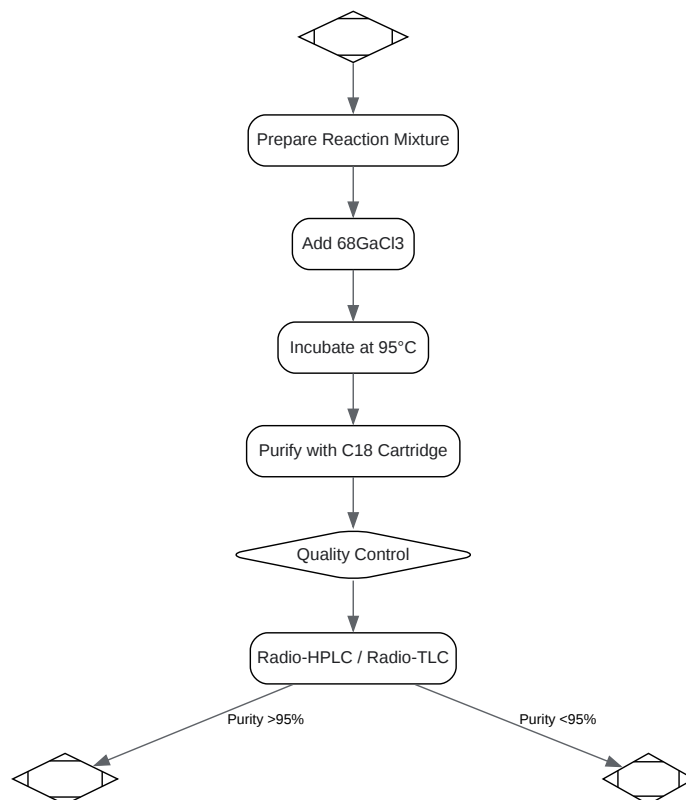 Prepare Reaction Mixture
Add 68GaCl3
Incubate at 95°C
Purify with C18 Cartridge
Quality Control
Radio-HPLC / Radio-TLC
Purity >95%
Purity <95%